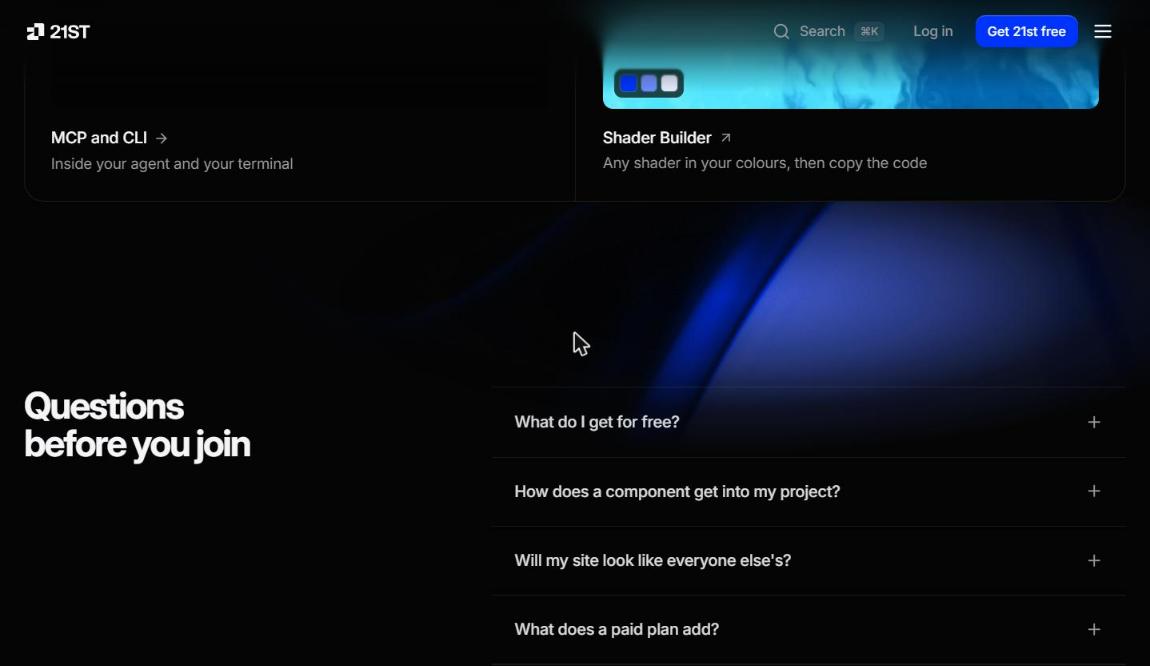 21ST
Search ⌘K
Log in
Get 21st free
MCP and CLI →
Inside your agent and your terminal
Shader Builder ↗
Any shader in your colours, then copy the code
Questions
before you join
What do I get for free?
How does a component get into my project?
Will my site look like everyone else's?
What does a paid plan add?